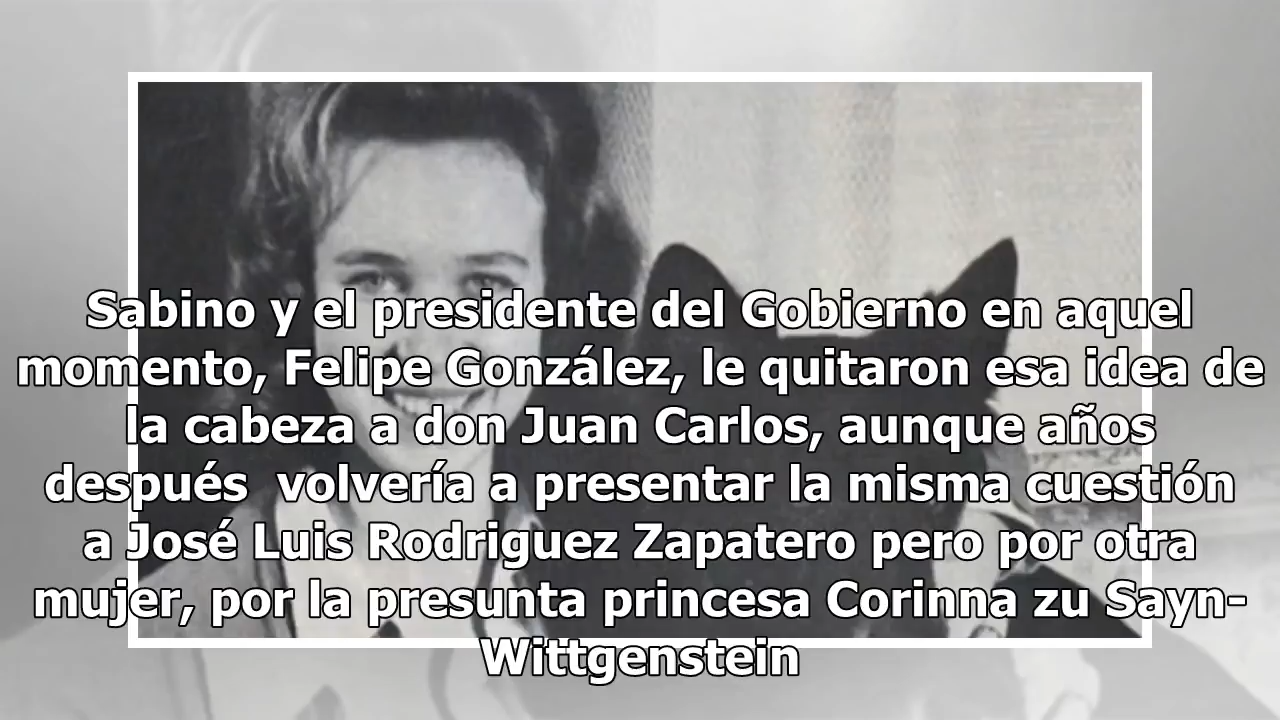 Sabino y el presidente del Gobierno en aquel
momento, Felipe González, le quitaron esa idea de
la cabeza a don Juan Carlos, aunque años
después  volvería a presentar la misma cuestión
a José Luis Rodriguez Zapatero pero por otra
mujer, por la presunta princesa Corinna zu Sayn-
Wittgenstein